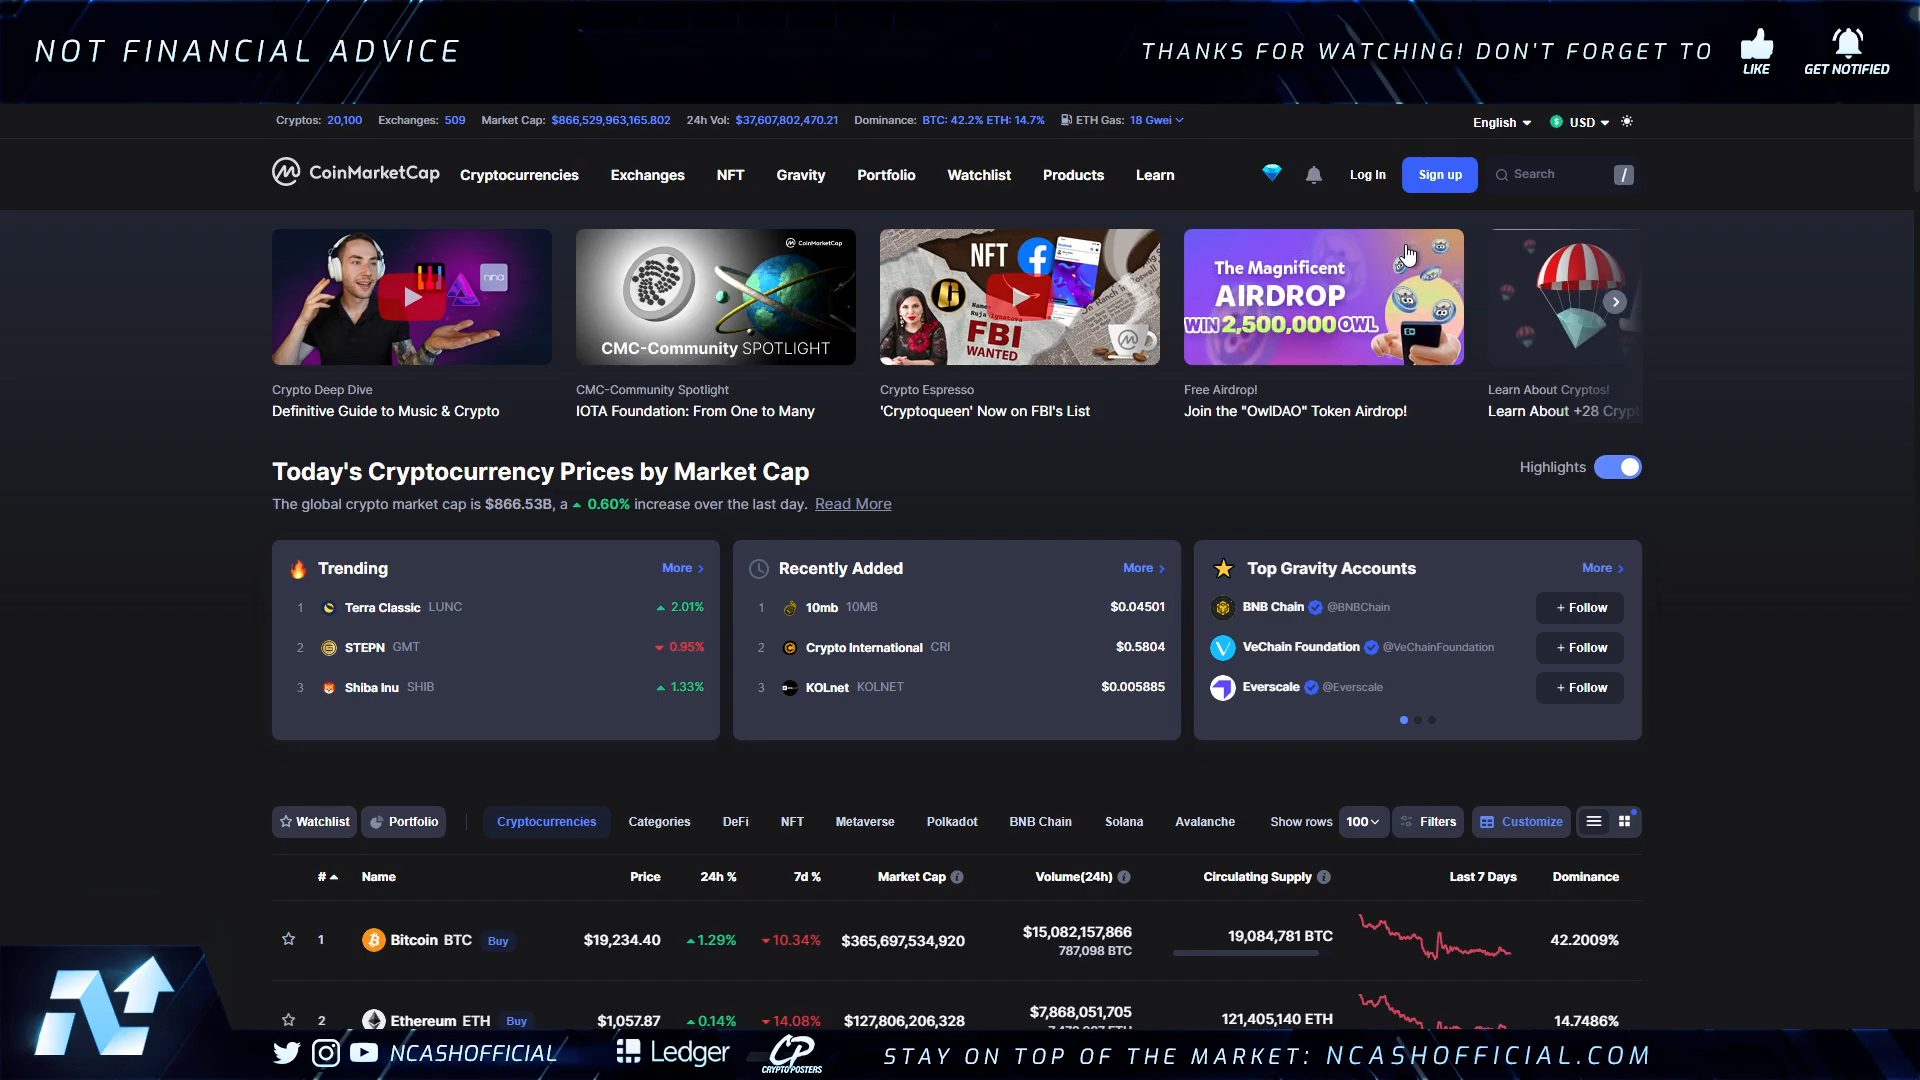 NOT FINANCIAL ADVICE
THANKS FOR WATCHING! DON'T FORGET TO
LIKE
GET NOTIFIED
Cryptos: 20,100 Exchanges: 509 Market Cap: $866,529,963,165.802 24h Vol: $37,607,802,470.21 Dominance: BTC: 42.2% ETH: 14.7% ETH Gas: 18 Gwei
English USD
CoinMarketCap Cryptocurrencies Exchanges NFT Gravity Portfolio Watchlist Products Learn Log In Sign up Search /
nna
CoinMarketCap
CMC-Community SPOTLIGHT
NFT
FBI
WANTED
The Magnificent
AIRDROP
WIN 2,500,000 OWL
Crypto Deep Dive
Definitive Guide to Music & Crypto
CMC-Community Spotlight
IOTA Foundation: From One to Many
Crypto Espresso
'Cryptoqueen' Now on FBI's List
Free Airdrop!
Join the "OwlDAO" Token Airdrop!
Learn About Cryptos!
Learn About +28 Crypt
Today's Cryptocurrency Prices by Market Cap
Highlights
The global crypto market cap is $866.53B, a 0.60% increase over the last day. Read More
Trending More
1 Terra Classic LUNC 2.01%
2 STEPN GMT 0.95%
3 Shiba Inu SHIB 1.33%
Recently Added More
1 10mb 10MB $0.04501
2 Crypto International CRI $0.5804
3 KOLnet KOLNET $0.005885
Top Gravity Accounts More
BNB Chain @BNBChain + Follow
VeChain Foundation @VeChainFoundation + Follow
Everscale @Everscale + Follow
Watchlist Portfolio Cryptocurrencies Categories DeFi NFT Metaverse Polkadot BNB Chain Solana Avalanche Show rows 100 Filters Customize
# Name Price 24h % 7d % Market Cap Volume(24h) Circulating Supply Last 7 Days Dominance
1 Bitcoin BTC Buy $19,234.40 1.29% 10.34% $365,697,534,920 $15,082,157,866 19,084,781 BTC 42.2009%
787,098 BTC
2 Ethereum ETH Buy $1,057.87 0.14% 14.08% $127,806,206,328 $7,868,051,705 121,405,140 ETH 14.7486%
NCASHOFFICIAL
Ledger
CP
CRYPTOPOSTERS
STAY ON TOP OF THE MARKET: NCASHOFFICIAL.COM